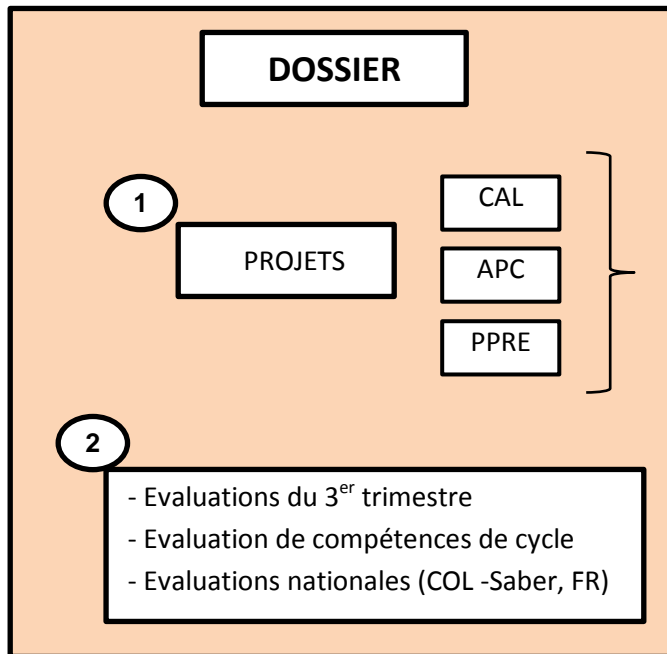 DOSSIER
1
PROJETS
CAL
APC
PPRE
2
- Evaluations du 3er trimestre
- Evaluation de compétences de cycle
- Evaluations nationales (COL -Saber, FR)